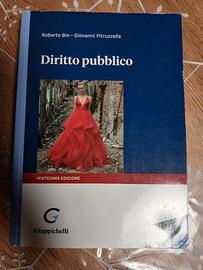 Roberto Bin - Giovanni Pitruzzella
Diritto pubblico
VENTESIMA EDIZIONE
G
Giappichelli